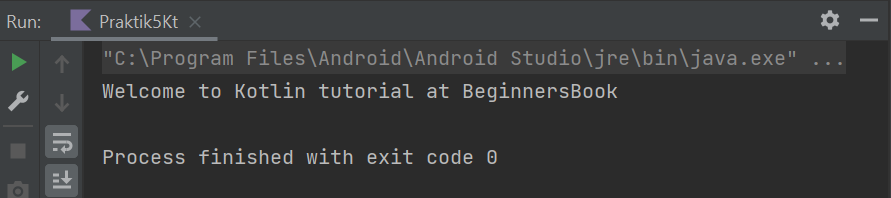 Run: Praktik5Kt
"C:\Program Files\Android\Android Studio\jre\bin\java.exe" ...
Welcome to Kotlin tutorial at BeginnersBook
Process finished with exit code 0